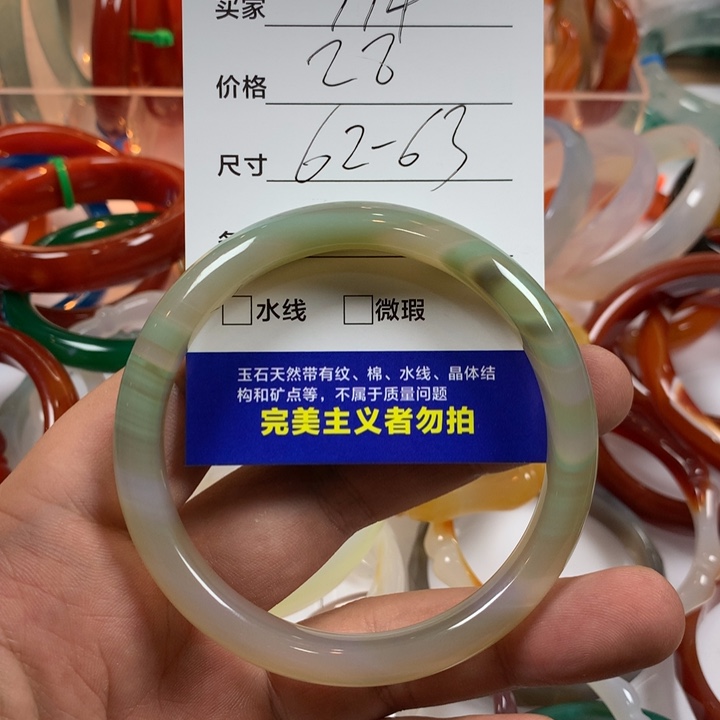 买家 114
价格 28
尺寸 62-63
水线 微瑕
玉石天然带有纹、棉、水线、晶体结
构和矿点等，不属于质量问题
完美主义者勿拍